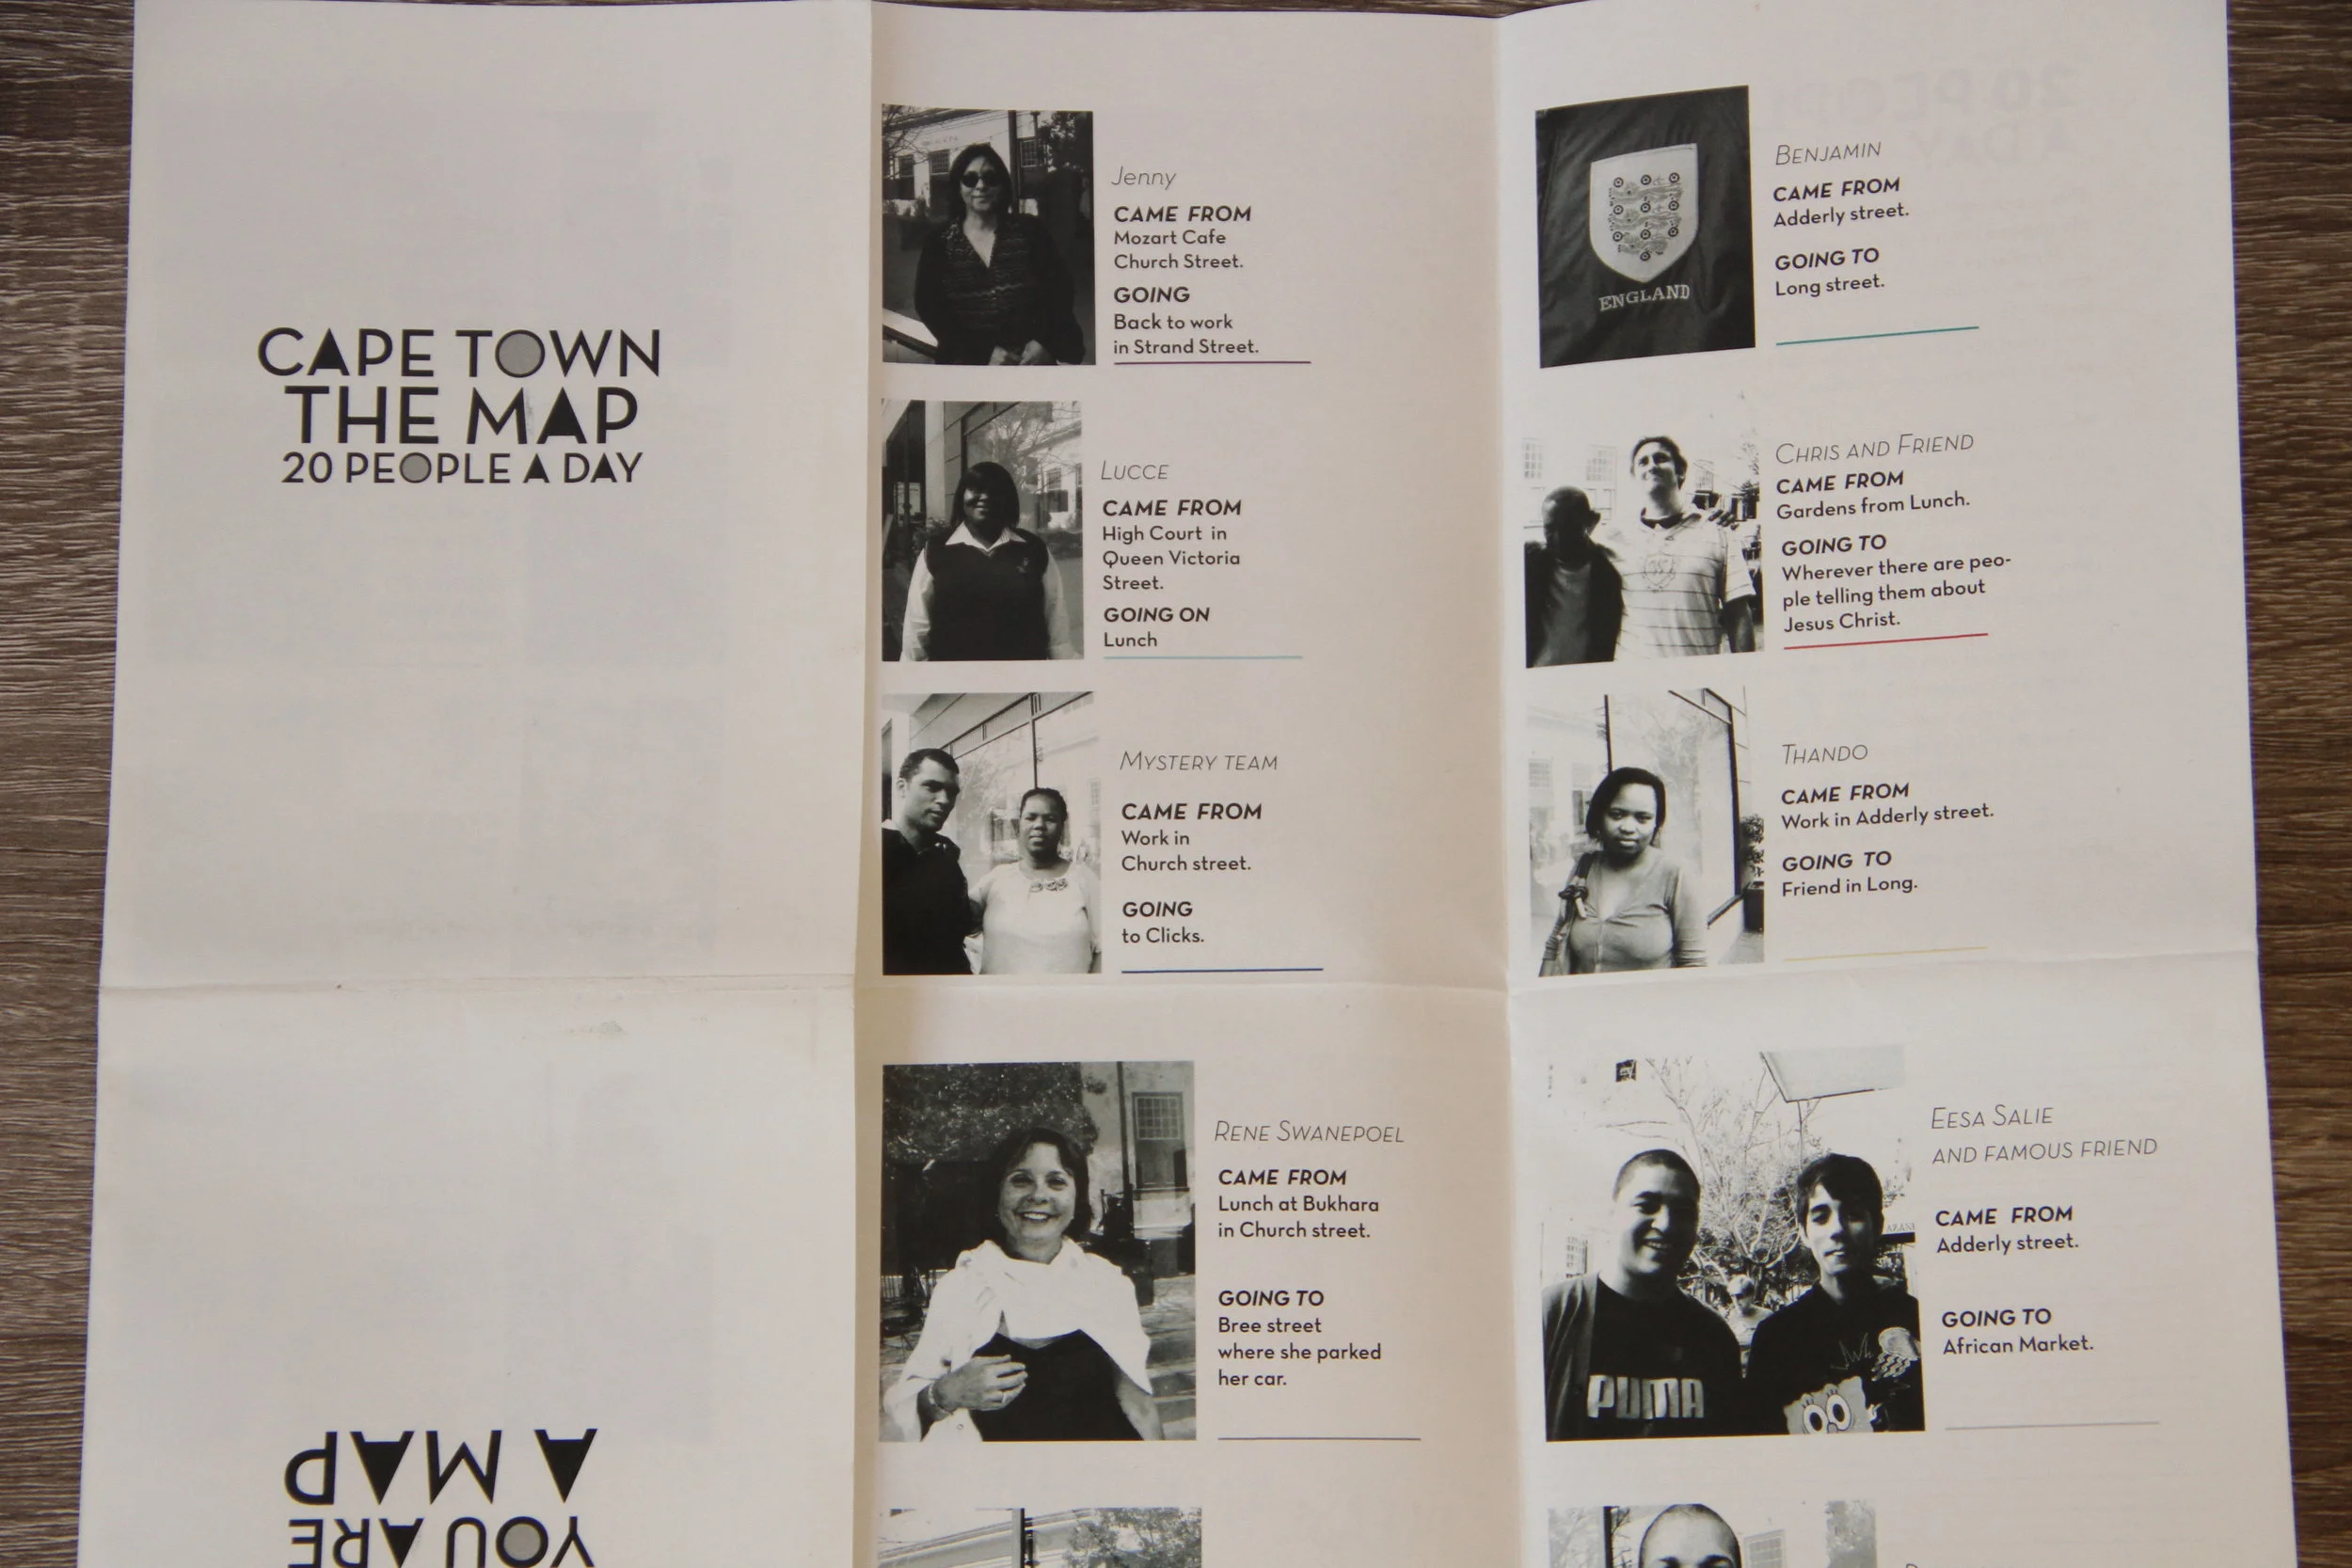 CAPE TOWN
THE MAP
20 PEOPLE A DAY
YOU ARE
A MAP
Jenny
CAME FROM
Mozart Cafe
Church Street.
GOING
Back to work
in Strand Street.
LUCCE
CAME FROM
High Court in
Queen Victoria
Street.
GOING ON
Lunch
MYSTERY TEAM
CAME FROM
Work in
Church street.
GOING
to Clicks.
RENE SWANEPOEL
CAME FROM
Lunch at Bukhara
in Church street.
GOING TO
Bree street
where she parked
her car.
ENGLAND
BENJAMIN
CAME FROM
Adderly street.
GOING TO
Long street.
CHRIS AND FRIEND
CAME FROM
Gardens from Lunch.
GOING TO
Wherever there are peo-
ple telling them about
Jesus Christ.
THANDO
CAME FROM
Work in Adderly street.
GOING TO
Friend in Long.
PUMA
EESA SALIE
AND FAMOUS FRIEND
CAME FROM
Adderly street.
GOING TO
African Market.